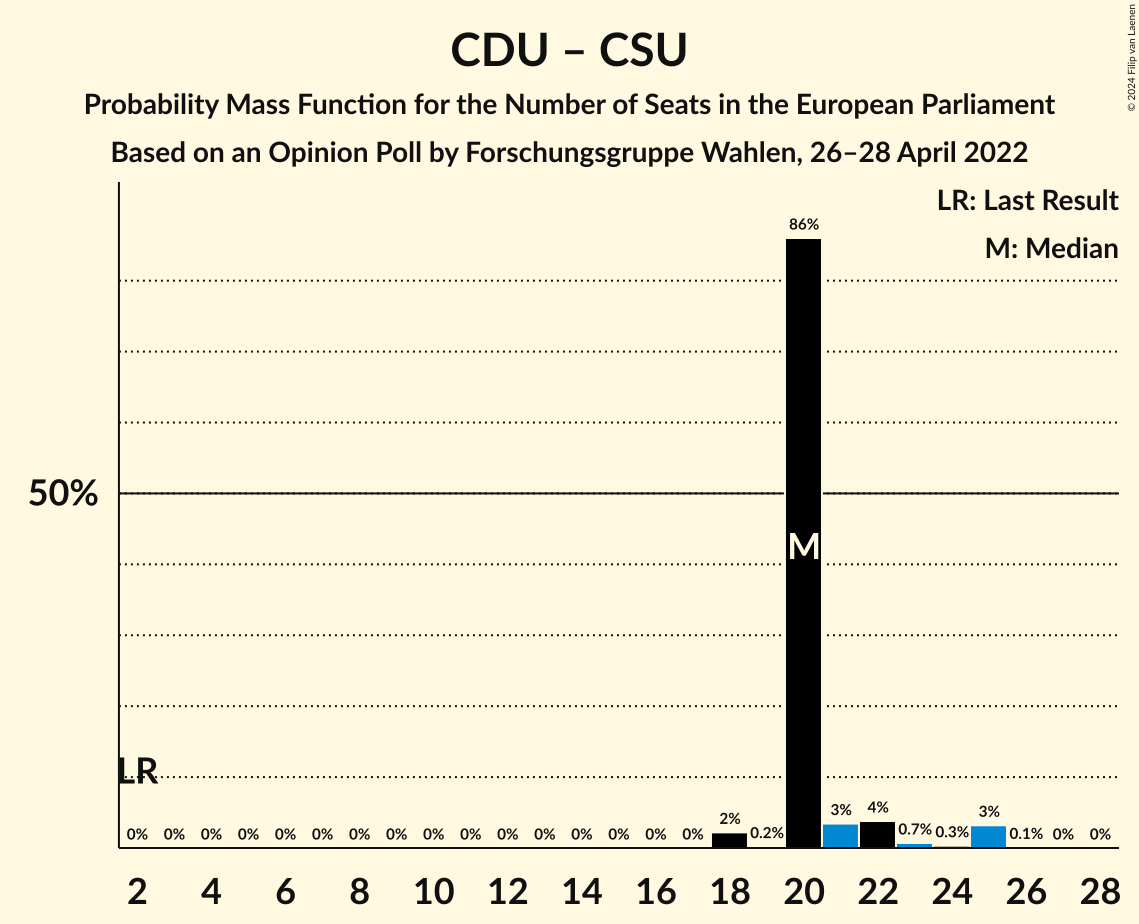 CDU – CSU
Probability Mass Function for the Number of Seats in the European Parliament
Based on an Opinion Poll by Forschungsgruppe Wahlen, 26–28 April 2022
© 2024 Filip van Laenen
LR: Last Result
M: Median
86%
50%
M
LR
0% 0% 0% 0% 0% 0% 0% 0% 0% 0% 0% 0% 0% 0% 0% 0% 2% 0.2% 3% 4% 0.7% 0.3% 3% 0.1% 0% 0%
2 4 6 8 10 12 14 16 18 20 22 24 26 28